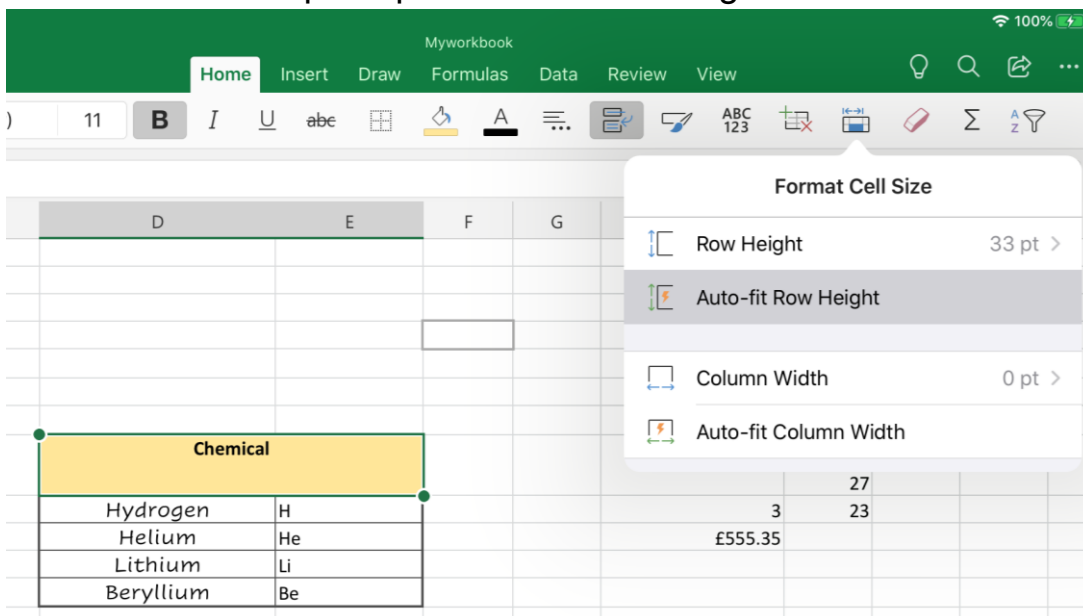 100%
Myworkbook
Home Insert Draw Formulas Data Review View
) 11 B I U abc A ABC 123 Σ A Z
Format Cell Size
D E F G
Row Height 33 pt >
Auto-fit Row Height
Column Width 0 pt >
Auto-fit Column Width
Chemical
27
Hydrogen H 3 23
Helium He £555.35
Lithium Li
Beryllium Be